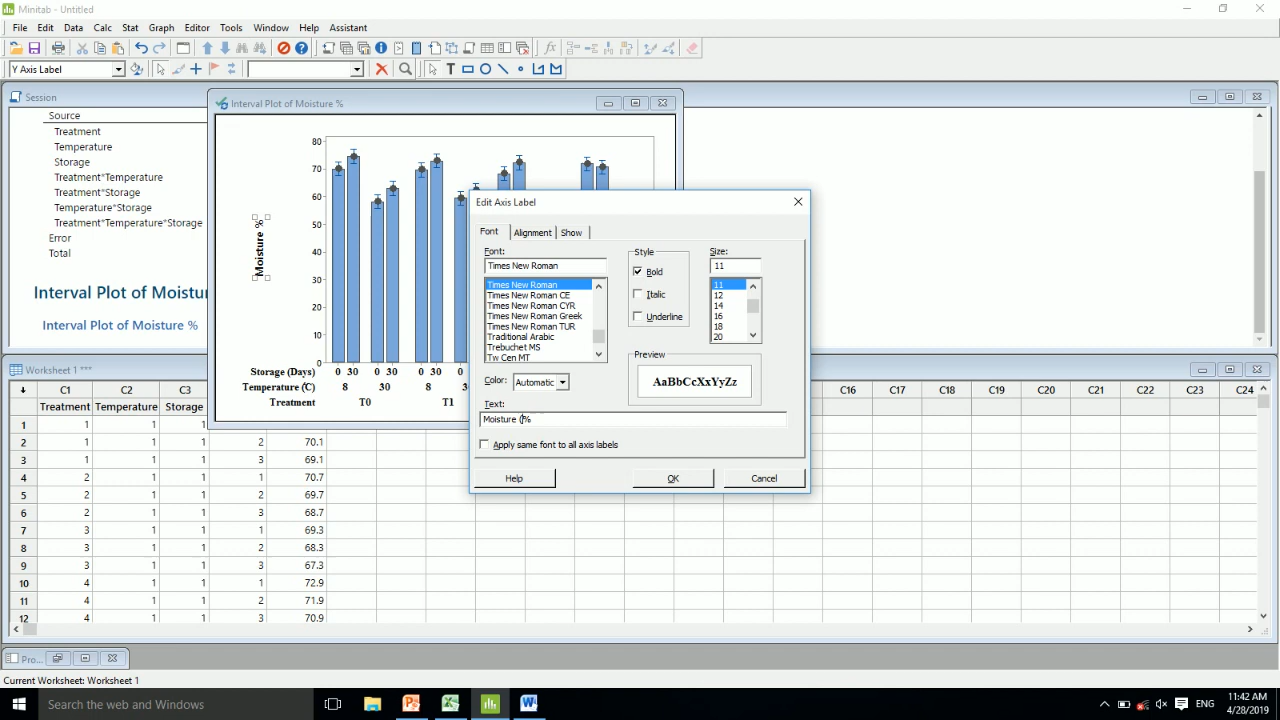 Minitab - Untitled
File Edit Data Calc Stat Graph Editor Tools Window Help Assistant
Y Axis Label
Session
Source
Treatment
Temperature
Storage
Treatment*Temperature
Treatment*Storage
Temperature*Storage
Treatment*Temperature*Storage
Error
Total
Interval Plot of Moistur
Interval Plot of Moisture %
Interval Plot of Moisture %
Moisture %
80
70
60
50
40
30
20
10
0
Storage (Days) 0 30 0 30 0 30 0
Temperature (̊C) 8 30 8 3
Treatment T0 T1
Edit Axis Label
Font Alignment Show
Font:
Times New Roman
Times New Roman
Times New Roman CE
Times New Roman CYR
Times New Roman Greek
Times New Roman TUR
Traditional Arabic
Trebuchet MS
Tw Cen MT
Style
Bold
Italic
Underline
Size:
11
11
12
14
16
18
20
Preview
AaBbCcXxYyZz
Color: Automatic
Text:
Moisture (%
Apply same font to all axis labels
Help OK Cancel
Worksheet 1 ***
C1 C2 C3 C16 C17 C18 C19 C20 C21 C22 C23 C24
Treatment Temperature Storage
1 1 1 1
2 1 1 1 2 70.1
3 1 1 1 3 69.1
4 2 1 1 1 70.7
5 2 1 1 2 69.7
6 2 1 1 3 68.7
7 3 1 1 1 69.3
8 3 1 1 2 68.3
9 3 1 1 3 67.3
10 4 1 1 1 72.9
11 4 1 1 2 71.9
12 4 1 1 3 70.9
Pro...
Current Worksheet: Worksheet 1
Search the web and Windows
ENG
11:42 AM
4/28/2019